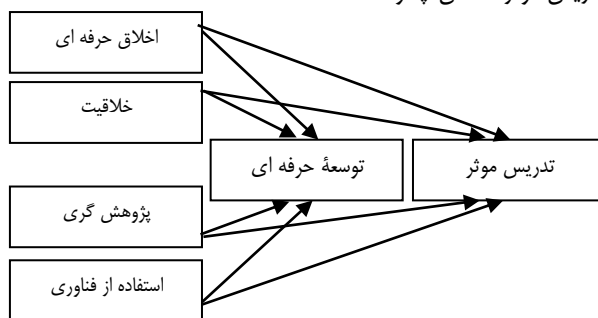 اخلاق حرفه ای
خلاقیت
توسعهٔ حرفه ای
تدریس موثر
پژوهش گری
استفاده از فناوری